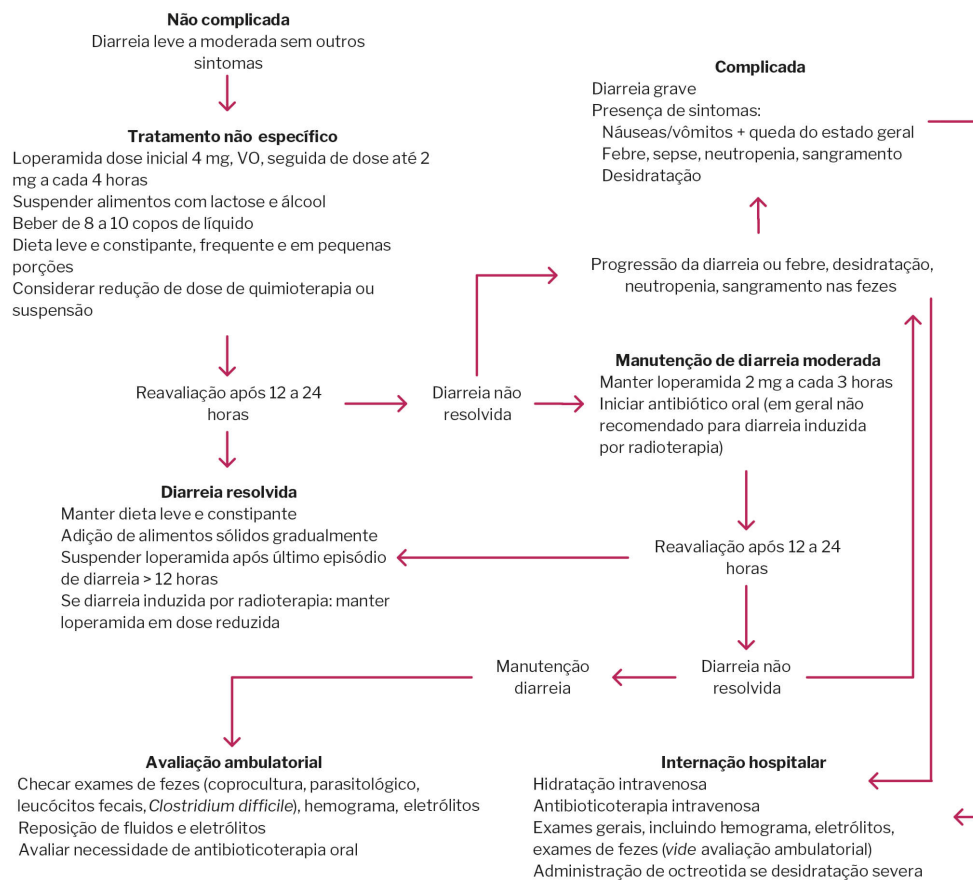 Não complicada
Diarreia leve a moderada sem outros
sintomas
Tratamento não específico
Loperamida dose inicial 4 mg, VO, seguida de dose até 2
mg a cada 4 horas
Suspender alimentos com lactose e álcool
Beber de 8 a 10 copos de líquido
Dieta leve e constipante, frequente e em pequenas
porções
Considerar redução de dose de quimioterapia ou
suspensão
Complicada
Diarreia grave
Presença de sintomas:
Náuseas/vômitos + queda do estado geral
Febre, sepse, neutropenia, sangramento
Desidratação
Progressão da diarreia ou febre, desidratação,
neutropenia, sangramento nas fezes
Reavaliação após 12 a 24
horas
Diarreia não
resolvida
Manutenção de diarreia moderada
Manter loperamida 2 mg a cada 3 horas
Iniciar antibiótico oral (em geral não
recomendado para diarreia induzida
por radioterapia)
Diarreia resolvida
Manter dieta leve e constipante
Adição de alimentos sólidos gradualmente
Suspender loperamida após último episódio
de diarreia > 12 horas
Se diarreia induzida por radioterapia: manter
loperamida em dose reduzida
Reavaliação após 12 a 24
horas
Manutenção
diarreia
Diarreia não
resolvida
Avaliação ambulatorial
Checar exames de fezes (coprocultura, parasitológico,
leucócitos fecais, Clostridium difficile), hemograma, eletrólitos
Reposição de fluidos e eletrólitos
Avaliar necessidade de antibioticoterapia oral
Internação hospitalar
Hidratação intravenosa
Antibioticoterapia intravenosa
Exames gerais, incluindo hemograma, eletrólitos,
exames de fezes (vide avaliação ambulatorial)
Administração de octreotida se desidratação severa